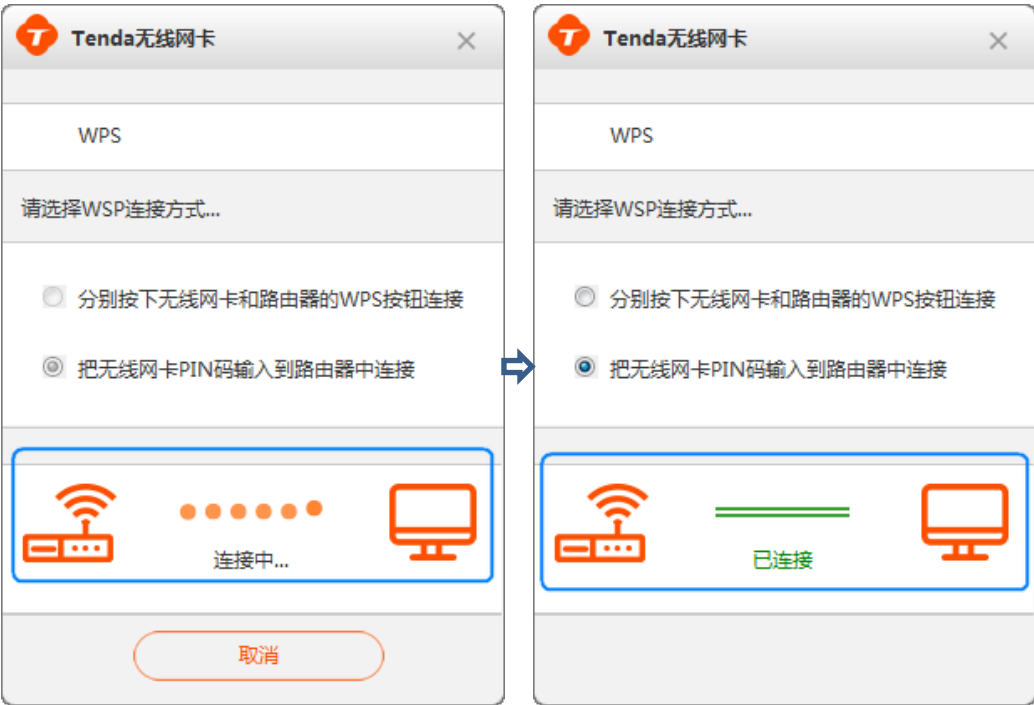 Tenda无线网卡
WPS
请选择WSP连接方式...
分别按下无线网卡和路由器的WPS按钮连接
把无线网卡PIN码输入到路由器中连接
连接中...
取消
Tenda无线网卡
WPS
请选择WSP连接方式...
分别按下无线网卡和路由器的WPS按钮连接
把无线网卡PIN码输入到路由器中连接
已连接